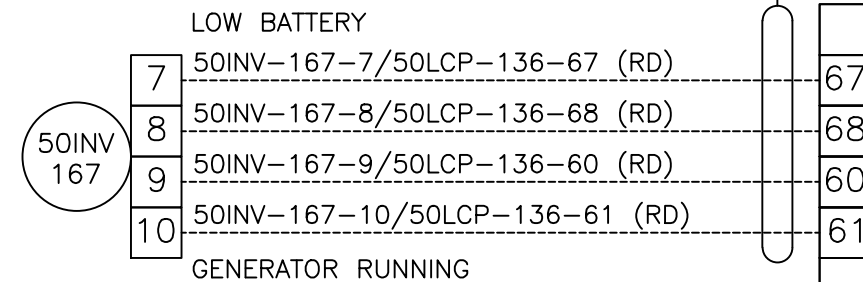 LOW BATTERY
7 50INV-167-7/50LCP-136-67 (RD) 67
8 50INV-167-8/50LCP-136-68 (RD) 68
50INV
167
9 50INV-167-9/50LCP-136-60 (RD) 60
10 50INV-167-10/50LCP-136-61 (RD) 61
GENERATOR RUNNING